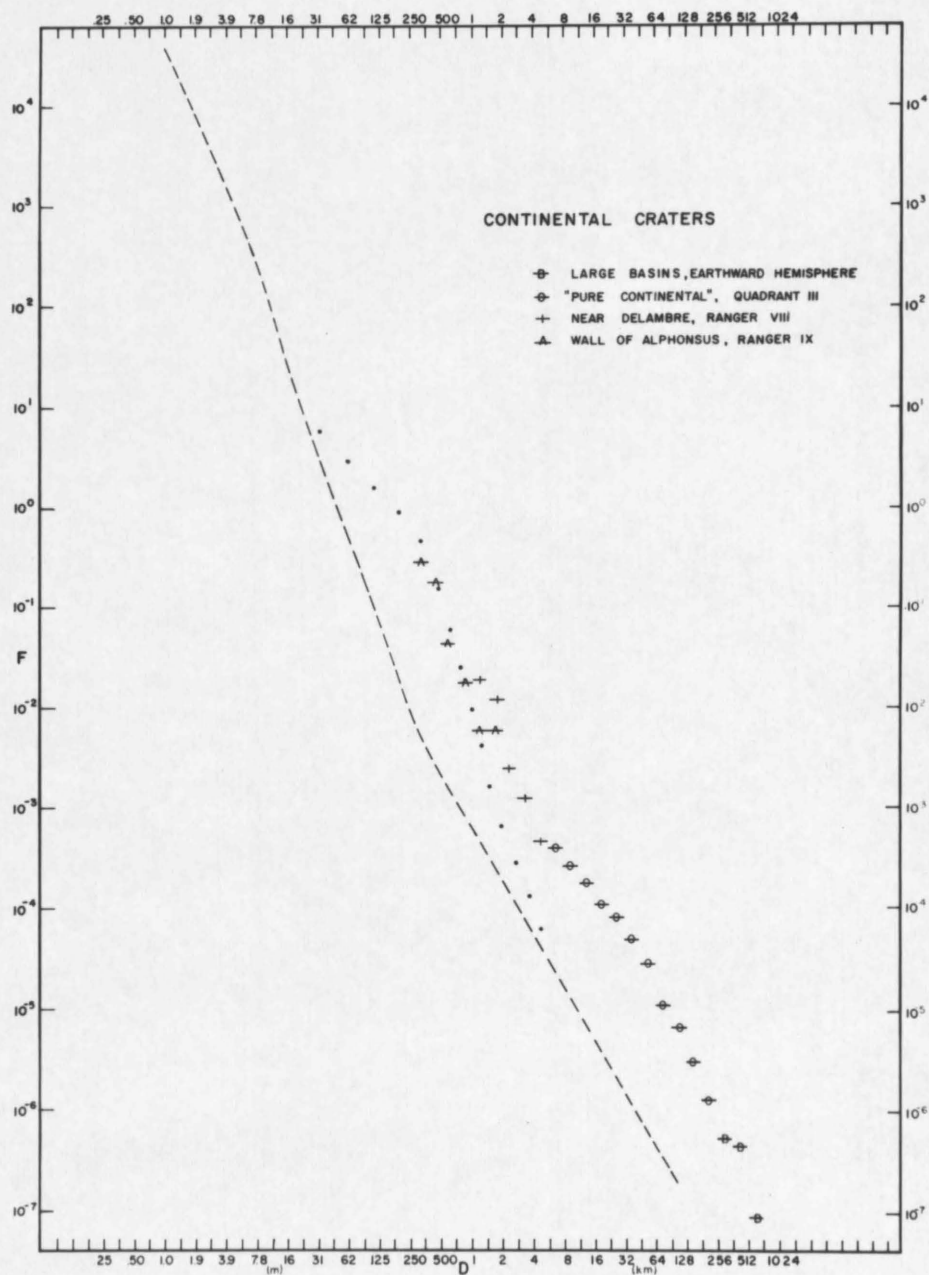 .25 .50 1.0 1.9 3.9 7.8 16 31 62 125 250 500 1 2 4 8 16 32 64 128 256 512 1024
10⁴ 10⁴
10³ 10³
CONTINENTAL CRATERS
LARGE BASINS, EARTHWARD HEMISPHERE
"PURE CONTINENTAL", QUADRANT III
10² 10²
NEAR DELAMBRE, RANGER VIII
WALL OF ALPHONSUS, RANGER IX
10¹ 10¹
10⁰ 10⁰
10⁻¹ 10⁻¹
F
10⁻² 10⁻²
10⁻³ 10⁻³
10⁻⁴ 10⁻⁴
10⁻⁵ 10⁻⁵
10⁻⁶ 10⁻⁶
10⁻⁷ 10⁻⁷
.25 .50 1.0 1.9 3.9 7.8 16 31 62 125 250 500 1 2 4 8 16 32 64 128 256 512 1024
(m) D (km)